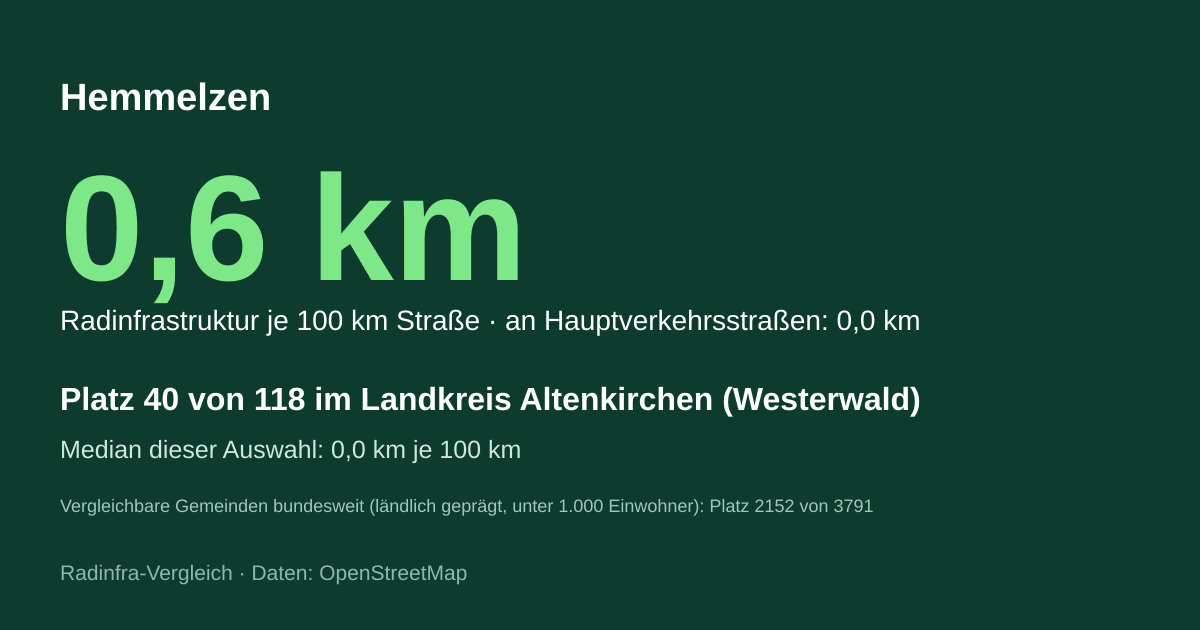 Hemmelzen
0,6 km
Radinfrastruktur je 100 km Straße · an Hauptverkehrsstraßen: 0,0 km
Platz 40 von 118 im Landkreis Altenkirchen (Westerwald)
Median dieser Auswahl: 0,0 km je 100 km
Vergleichbare Gemeinden bundesweit (ländlich geprägt, unter 1.000 Einwohner): Platz 2152 von 3791
Radinfra-Vergleich · Daten: OpenStreetMap